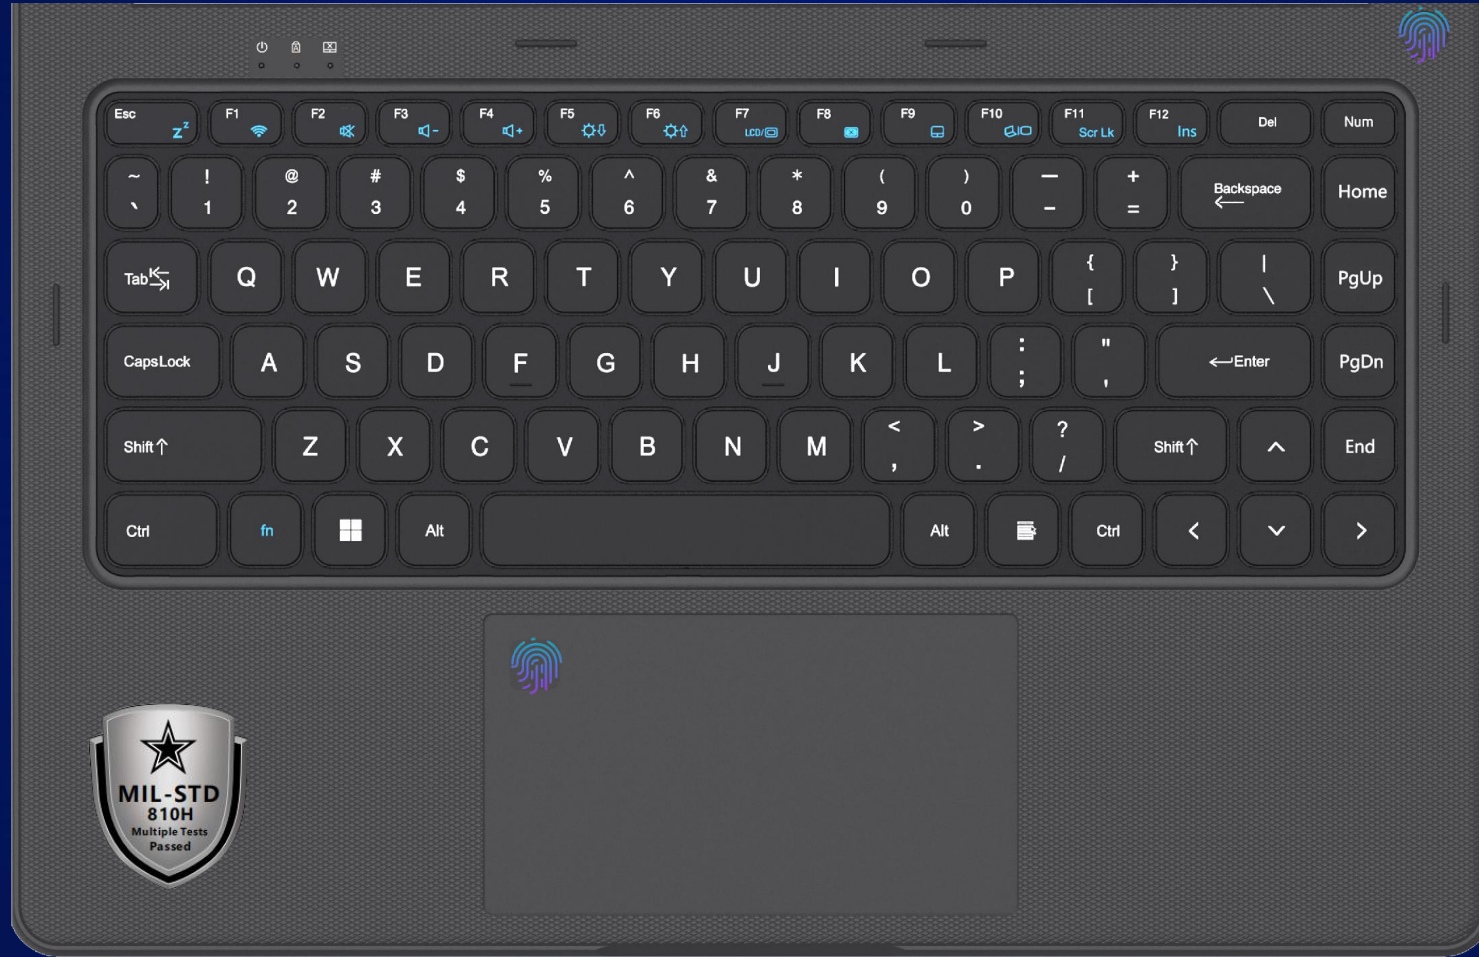 Esc F1 F2 F3 F4 F5 F6 F7 F8 F9 F10 F11 F12 Del Num
Zz - + LCD/ Scr Lk Ins
~ ! @ # $ % ^ & * ( ) — + Backspace Home
` 1 2 3 4 5 6 7 8 9 0 - =
Tab Q W E R T Y U I O P { } | PgUp
[ ] \
CapsLock A S D F G H J K L : " Enter PgDn
; '
Shift↑ Z X C V B N M < > ? Shift↑ ^ End
, . /
Ctrl fn Alt Alt Ctrl < ⌄ >
MIL-STD
810H
Multiple Tests
Passed